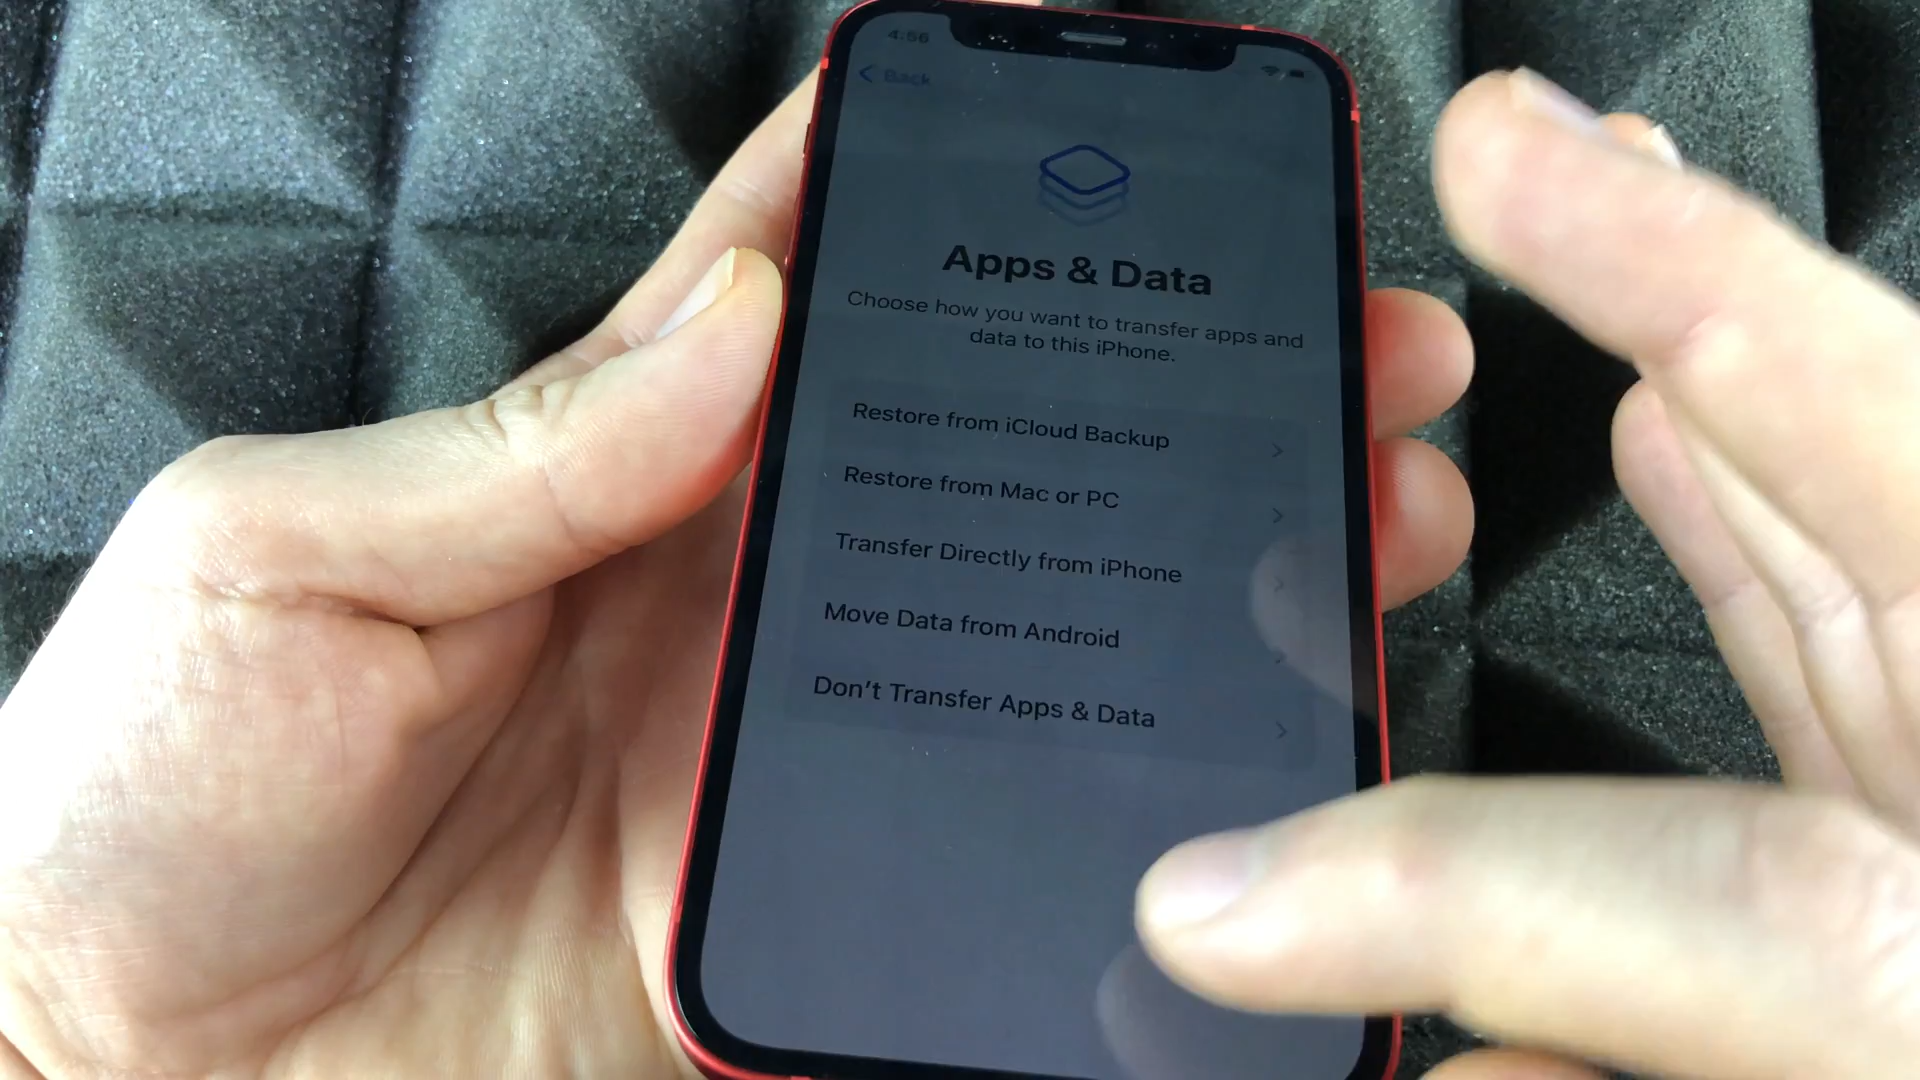 4:56
Back
Apps & Data
Choose how you want to transfer apps and
data to this iPhone.
Restore from iCloud Backup
Restore from Mac or PC
Transfer Directly from iPhone
Move Data from Android
Don’t Transfer Apps & Data